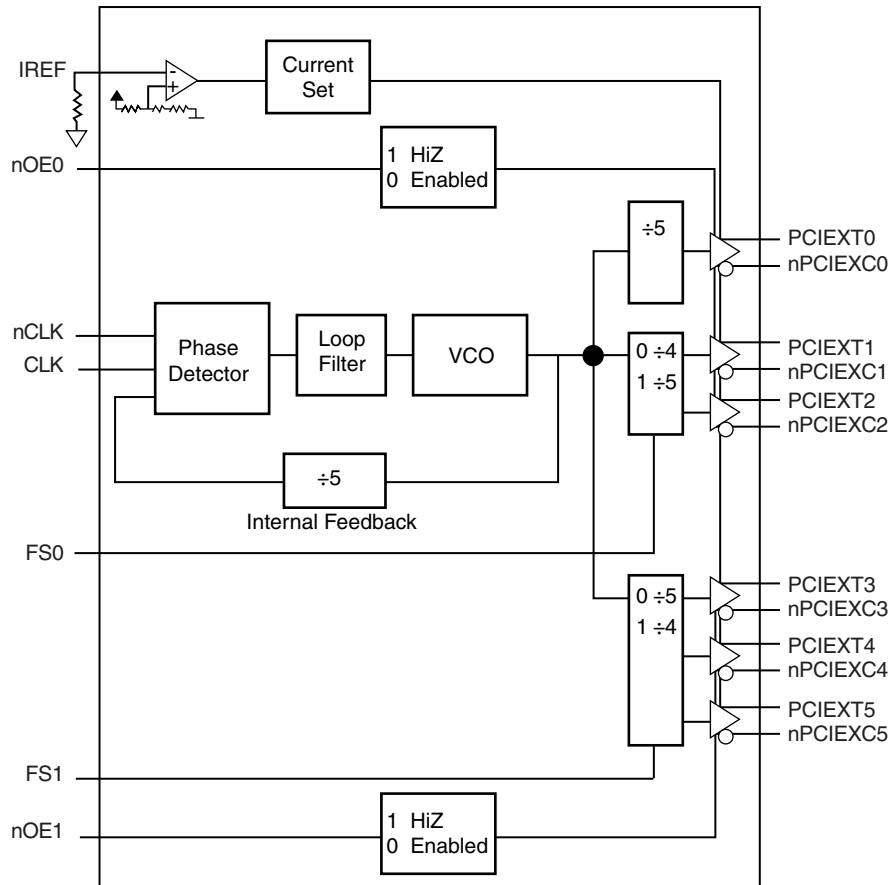 IREF
Current
Set
nOE0
1 HiZ
0 Enabled
÷5
PCIEXT0
nPCIEXC0
nCLK
CLK
Phase
Detector
Loop
Filter
VCO
0 ÷4
1 ÷5
PCIEXT1
nPCIEXC1
PCIEXT2
nPCIEXC2
÷5
Internal Feedback
FS0
0 ÷5
1 ÷4
PCIEXT3
nPCIEXC3
PCIEXT4
nPCIEXC4
PCIEXT5
nPCIEXC5
FS1
nOE1
1 HiZ
0 Enabled